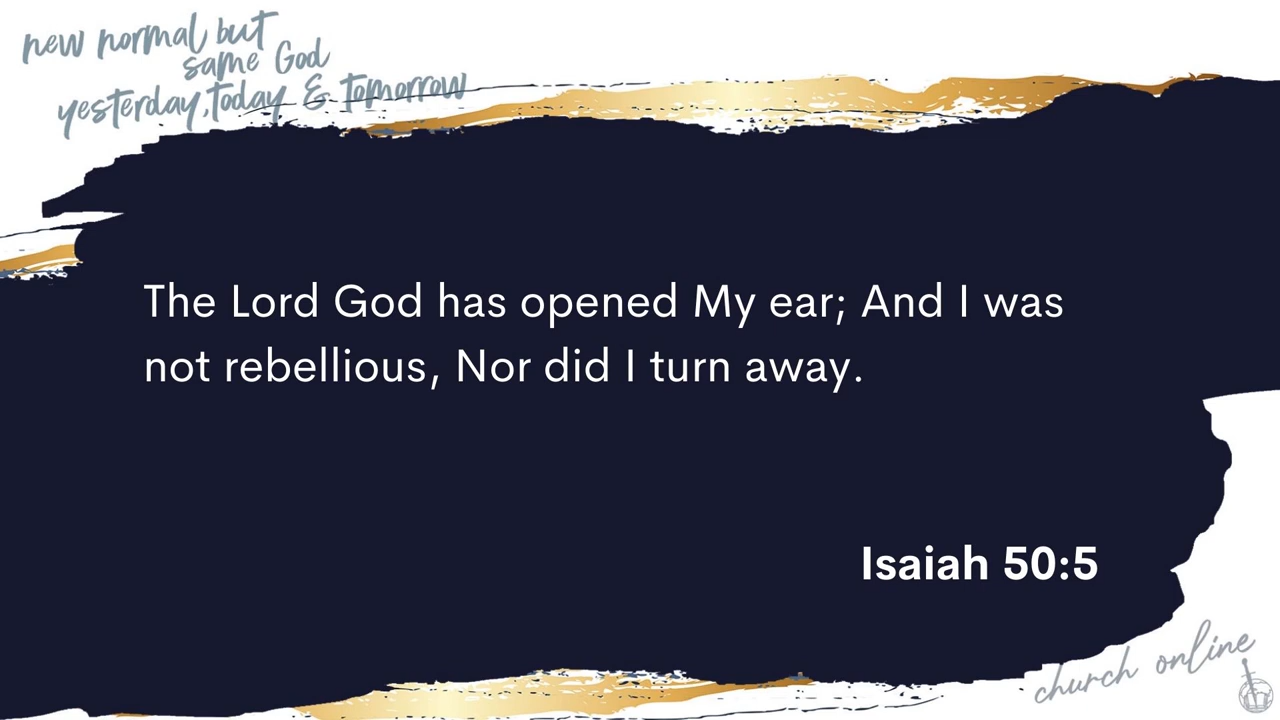 new normal but
same God
yesterday, today & tomorrow
The Lord God has opened My ear; And I was
not rebellious, Nor did I turn away.
Isaiah 50:5
church online